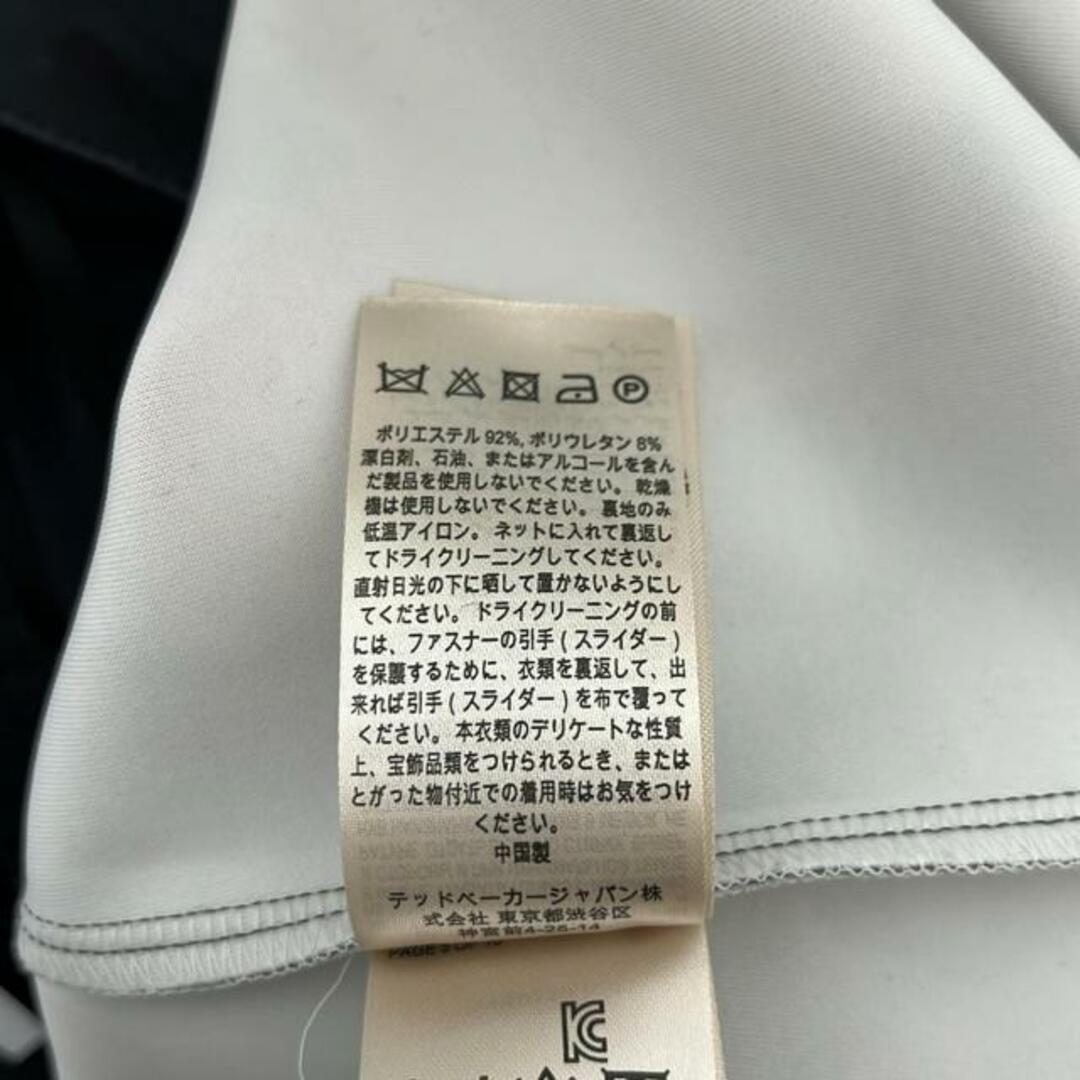 P
ポリエステル 92%, ポリウレタン 8%
漂白剤、石油、またはアルコールを含ん
だ製品を使用しないでください。 乾燥
機は使用しないでください。 裏地のみ
低温アイロン。 ネットに入れて裏返し
てドライクリーニングしてください。
直射日光の下に晒して置かないようにし
てください。 ドライクリーニングの前
には、ファスナーの引手 ( スライダー )
を保護するために、衣類を裏返して、出
来れば引手 ( スライダー ) を布で覆って
ください。 本衣類のデリケートな性質
上、宝飾品類をつけられるとき、または
とがった物付近での着用時はお気をつけ
ください。
中国製
テッドベーカージャパン株
式会社 東京都渋谷区
神宮前4-26-14